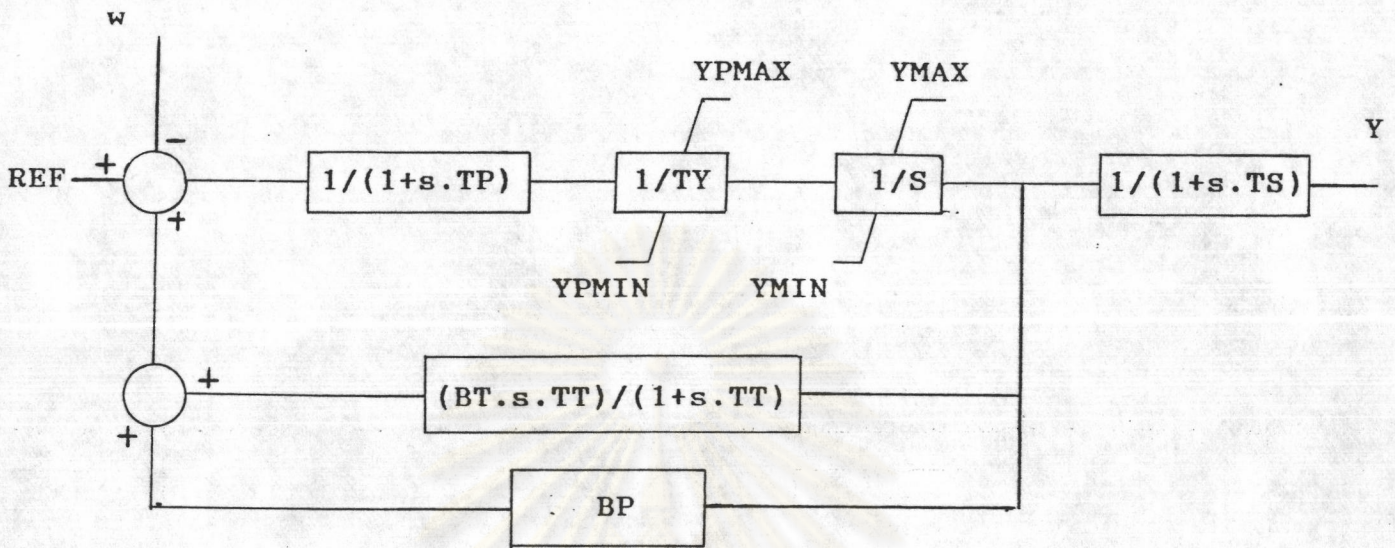 w
YPMAX
YMAX
Y
REF
+
-
+
1/(1+s.TP)
1/TY
1/S
1/(1+s.TS)
YPMIN
YMIN
+
(BT.s.TT)/(1+s.TT)
+
BP